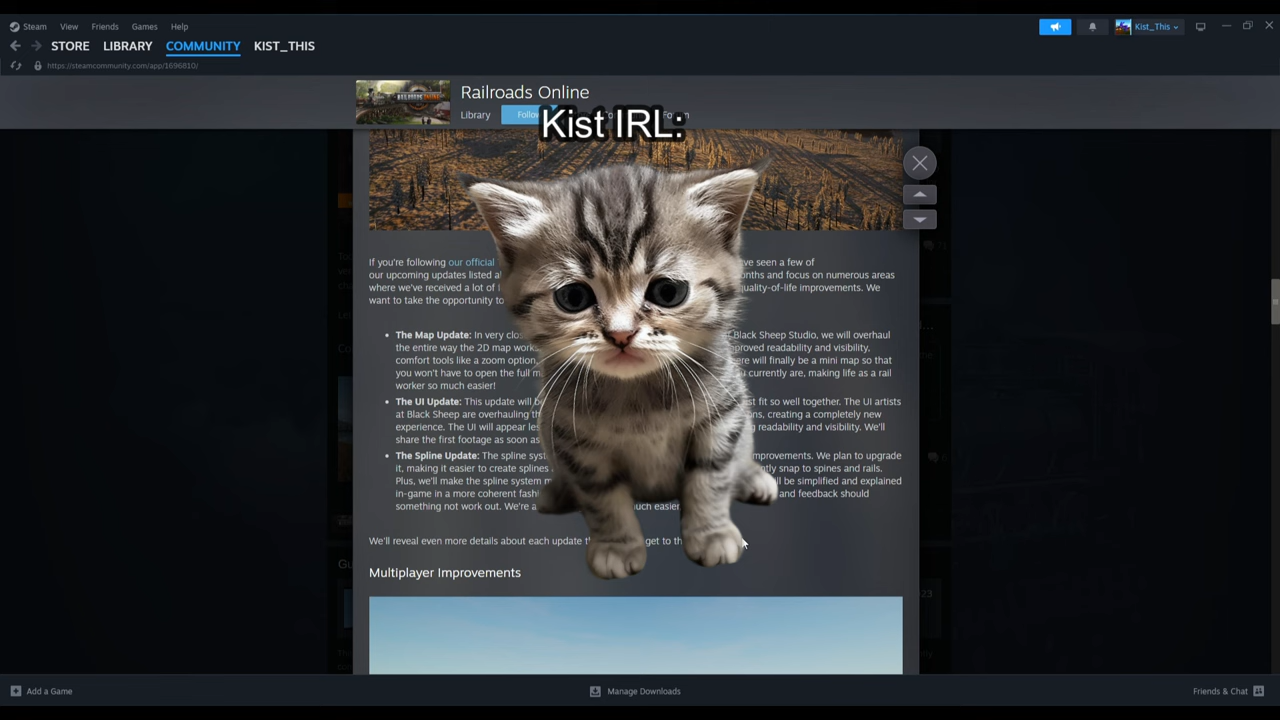 Steam View Friends Games Help
Kist_This
STORE LIBRARY COMMUNITY KIST_THIS
https://steamcommunity.com/app/1696810/
RAILROADS ONLINE
Railroads Online
Library Follow
Kist IRL:
If you're following our official ve seen a few of
our upcoming updates listed a onths and focus on numerous areas
where we've received a lot of quality-of-life improvements. We
want to take the opportunity to
The Map Update: In very clos Black Sheep Studio, we will overhaul
the entire way the 2D map works proved readability and visibility,
comfort tools like a zoom option, ere will finally be a mini map so that
you won't have to open the full m u currently are, making life as a rail
worker so much easier!
The UI Update: This update will b st fit so well together. The UI artists
at Black Sheep are overhauling th ns, creating a completely new
experience. The UI will appear le g readability and visibility. We'll
share the first footage as soon as
The Spline Update: The spline syst mprovements. We plan to upgrade
it, making it easier to create splines ntly snap to spines and rails.
Plus, we'll make the spline system m ll be simplified and explained
in-game in a more coherent fash and feedback should
something not work out. We're a much easier
We'll reveal even more details about each update th get to th
Multiplayer Improvements
Add a Game Manage Downloads Friends & Chat